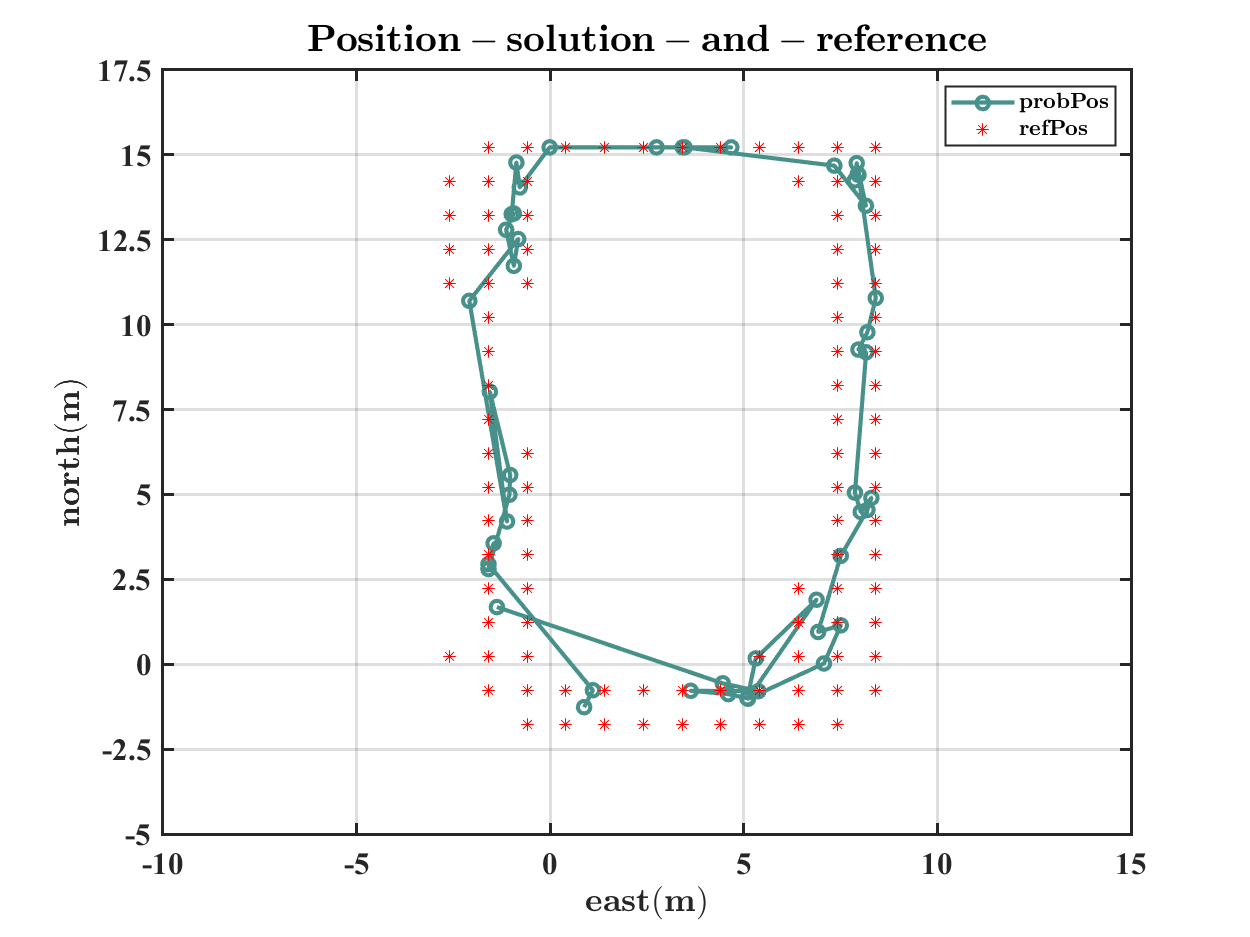 Position – solution – and – reference
17.5
15
12.5
10
7.5
5
2.5
0
-2.5
-5
north(m)
probPos
refPos
-10 -5 0 5 10 15
east(m)